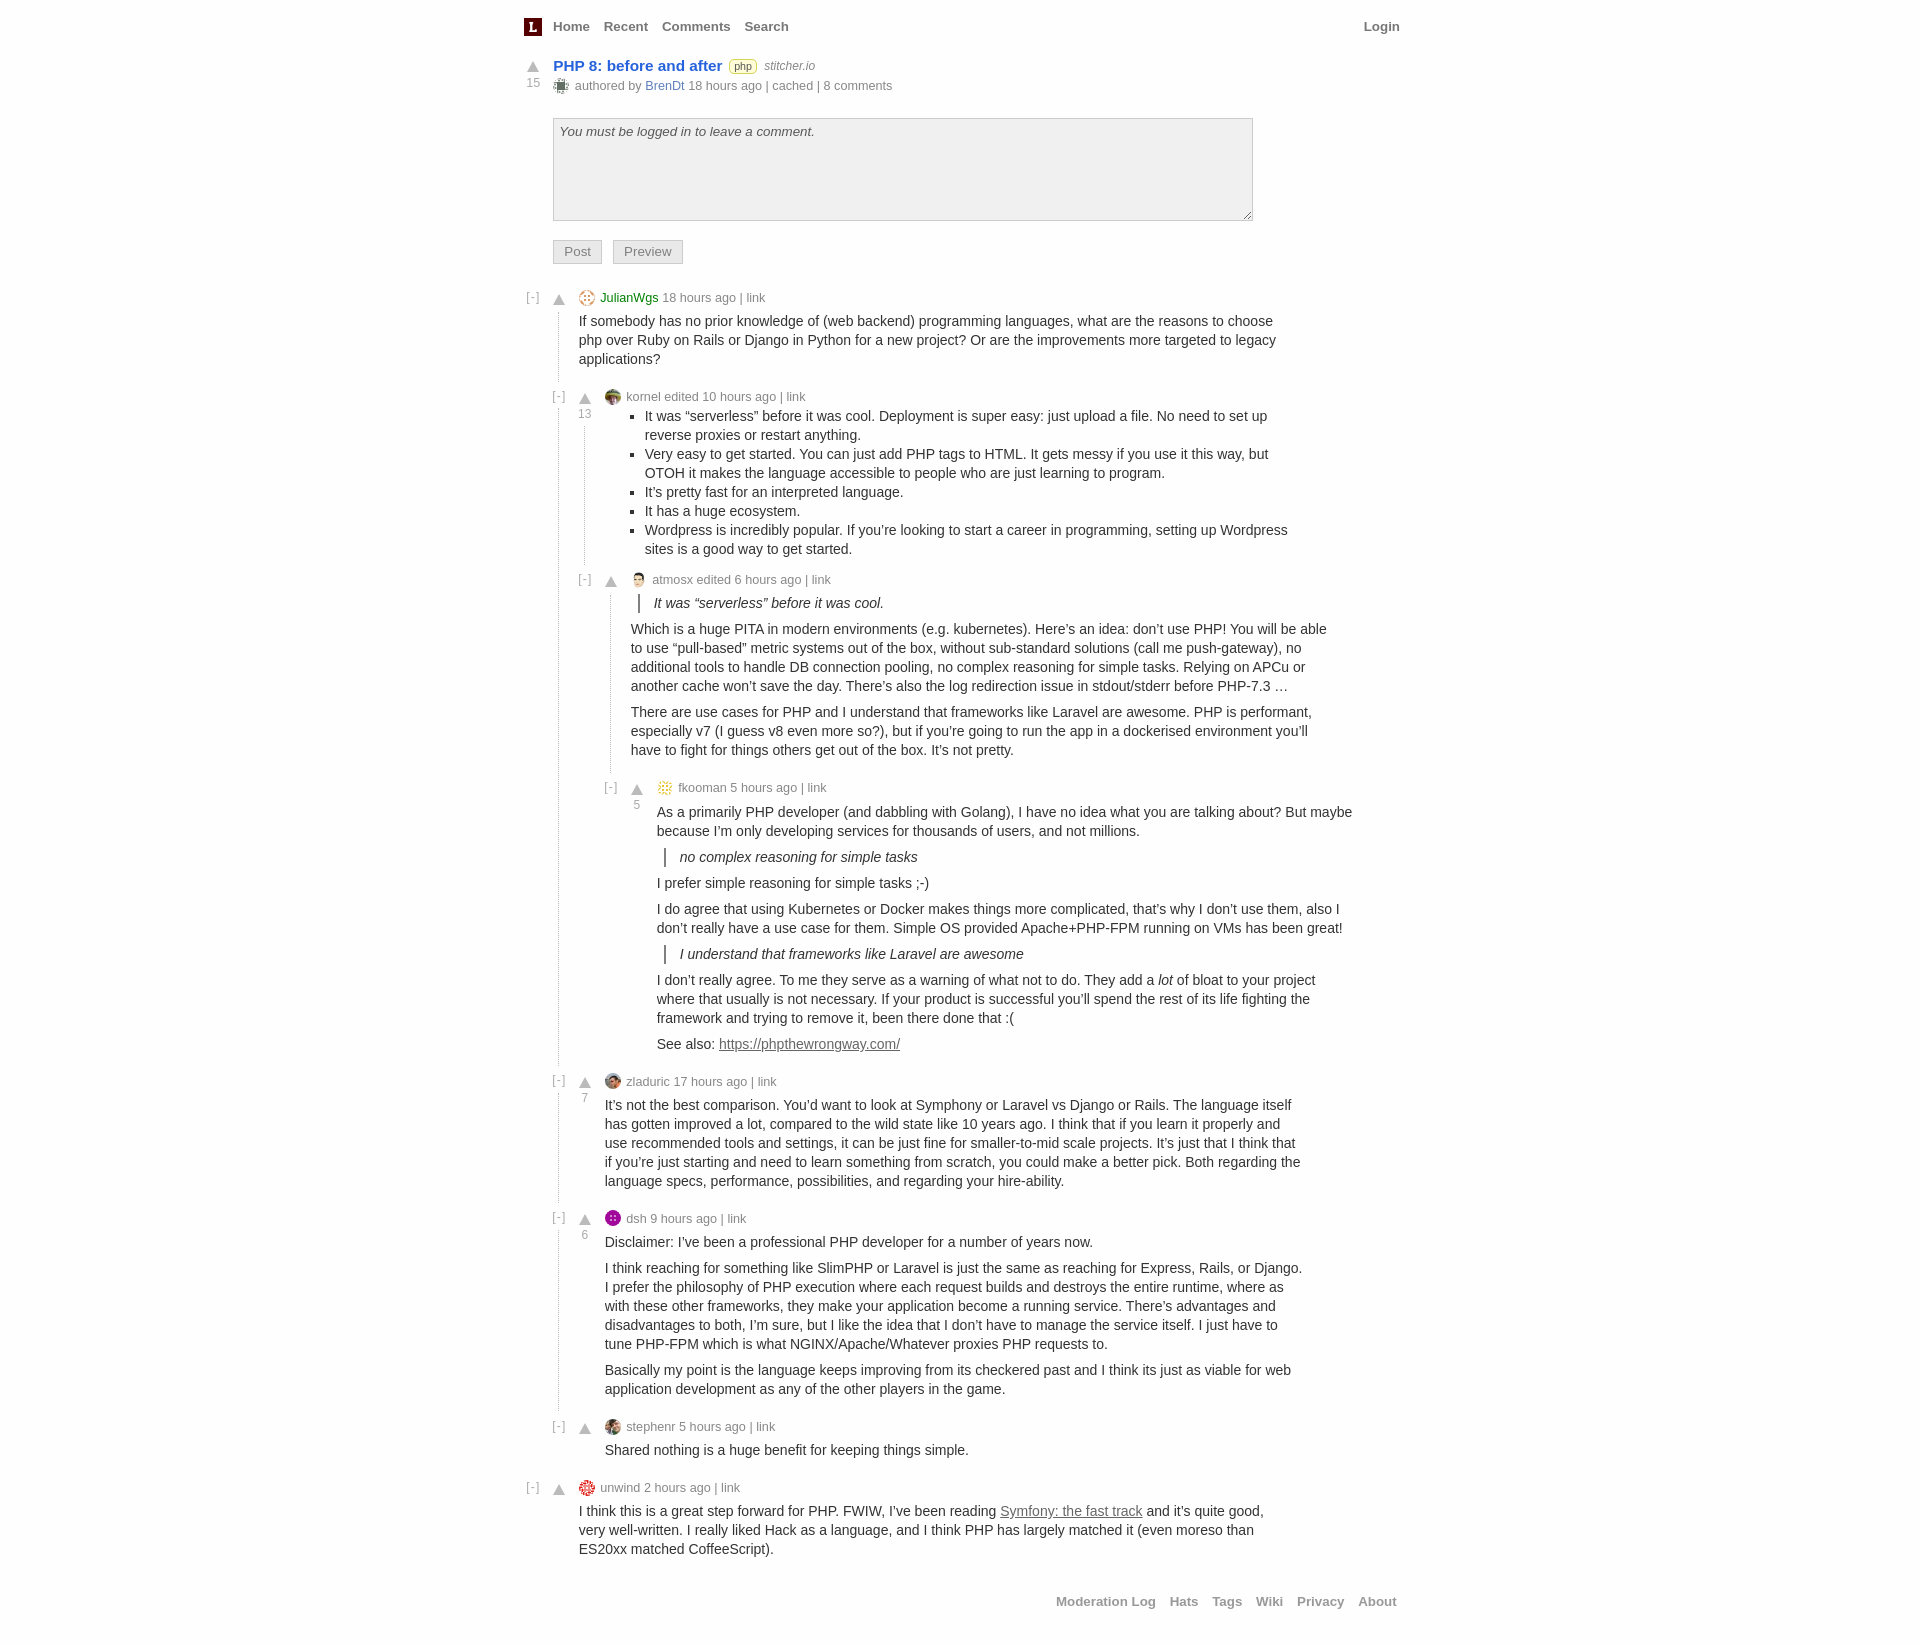 L Home Recent Comments Search Login
PHP 8: before and after php stitcher.io
15 authored by BrenDt 18 hours ago | cached | 8 comments
You must be logged in to leave a comment.
Post Preview
[-] JulianWgs 18 hours ago | link
If somebody has no prior knowledge of (web backend) programming languages, what are the reasons to choose
php over Ruby on Rails or Django in Python for a new project? Or are the improvements more targeted to legacy
applications?
[-] kornel edited 10 hours ago | link
13
▪ It was “serverless” before it was cool. Deployment is super easy: just upload a file. No need to set up
reverse proxies or restart anything.
▪ Very easy to get started. You can just add PHP tags to HTML. It gets messy if you use it this way, but
OTOH it makes the language accessible to people who are just learning to program.
▪ It’s pretty fast for an interpreted language.
▪ It has a huge ecosystem.
▪ Wordpress is incredibly popular. If you’re looking to start a career in programming, setting up Wordpress
sites is a good way to get started.
[-] atmosx edited 6 hours ago | link
It was “serverless” before it was cool.
Which is a huge PITA in modern environments (e.g. kubernetes). Here’s an idea: don’t use PHP! You will be able
to use “pull-based” metric systems out of the box, without sub-standard solutions (call me push-gateway), no
additional tools to handle DB connection pooling, no complex reasoning for simple tasks. Relying on APCu or
another cache won’t save the day. There’s also the log redirection issue in stdout/stderr before PHP-7.3 …
There are use cases for PHP and I understand that frameworks like Laravel are awesome. PHP is performant,
especially v7 (I guess v8 even more so?), but if you’re going to run the app in a dockerised environment you’ll
have to fight for things others get out of the box. It’s not pretty.
[-] fkooman 5 hours ago | link
5
As a primarily PHP developer (and dabbling with Golang), I have no idea what you are talking about? But maybe
because I’m only developing services for thousands of users, and not millions.
no complex reasoning for simple tasks
I prefer simple reasoning for simple tasks ;-)
I do agree that using Kubernetes or Docker makes things more complicated, that’s why I don’t use them, also I
don’t really have a use case for them. Simple OS provided Apache+PHP-FPM running on VMs has been great!
I understand that frameworks like Laravel are awesome
I don’t really agree. To me they serve as a warning of what not to do. They add a lot of bloat to your project
where that usually is not necessary. If your product is successful you’ll spend the rest of its life fighting the
framework and trying to remove it, been there done that :(
See also: https://phpthewrongway.com/
[-] zladuric 17 hours ago | link
7
It’s not the best comparison. You’d want to look at Symphony or Laravel vs Django or Rails. The language itself
has gotten improved a lot, compared to the wild state like 10 years ago. I think that if you learn it properly and
use recommended tools and settings, it can be just fine for smaller-to-mid scale projects. It’s just that I think that
if you’re just starting and need to learn something from scratch, you could make a better pick. Both regarding the
language specs, performance, possibilities, and regarding your hire-ability.
[-] dsh 9 hours ago | link
6
Disclaimer: I’ve been a professional PHP developer for a number of years now.
I think reaching for something like SlimPHP or Laravel is just the same as reaching for Express, Rails, or Django.
I prefer the philosophy of PHP execution where each request builds and destroys the entire runtime, where as
with these other frameworks, they make your application become a running service. There’s advantages and
disadvantages to both, I’m sure, but I like the idea that I don’t have to manage the service itself. I just have to
tune PHP-FPM which is what NGINX/Apache/Whatever proxies PHP requests to.
Basically my point is the language keeps improving from its checkered past and I think its just as viable for web
application development as any of the other players in the game.
[-] stephenr 5 hours ago | link
Shared nothing is a huge benefit for keeping things simple.
[-] unwind 2 hours ago | link
I think this is a great step forward for PHP. FWIW, I’ve been reading Symfony: the fast track and it’s quite good,
very well-written. I really liked Hack as a language, and I think PHP has largely matched it (even moreso than
ES20xx matched CoffeeScript).
Moderation Log Hats Tags Wiki Privacy About